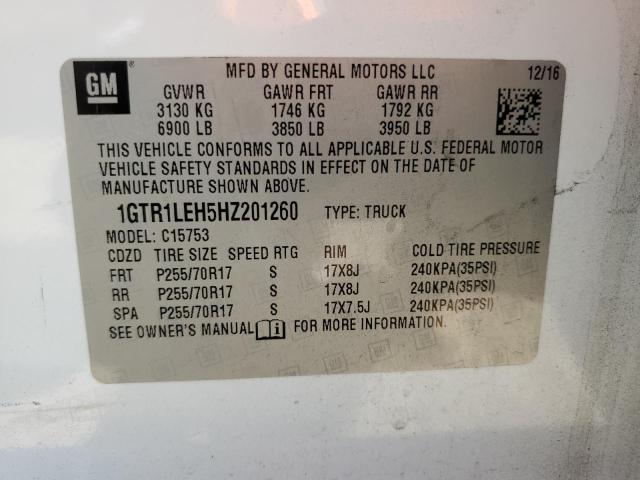 GM
MFD BY GENERAL MOTORS LLC 12/16
GVWR GAWR FRT GAWR RR
3130 KG 1746 KG 1792 KG
6900 LB 3850 LB 3950 LB
THIS VEHICLE CONFORMS TO ALL APPLICABLE U.S. FEDERAL MOTOR
VEHICLE SAFETY STANDARDS IN EFFECT ON THE DATE OF
MANUFACTURE SHOWN ABOVE.
1GTR1LEH5HZ201260 TYPE: TRUCK
MODEL: C15753
CDZD TIRE SIZE SPEED RTG RIM COLD TIRE PRESSURE
FRT P255/70R17 S 17X8J 240KPA(35PSI)
RR P255/70R17 S 17X8J 240KPA(35PSI)
SPA P255/70R17 S 17X7.5J 240KPA(35PSI)
SEE OWNER'S MANUAL i FOR MORE INFORMATION.